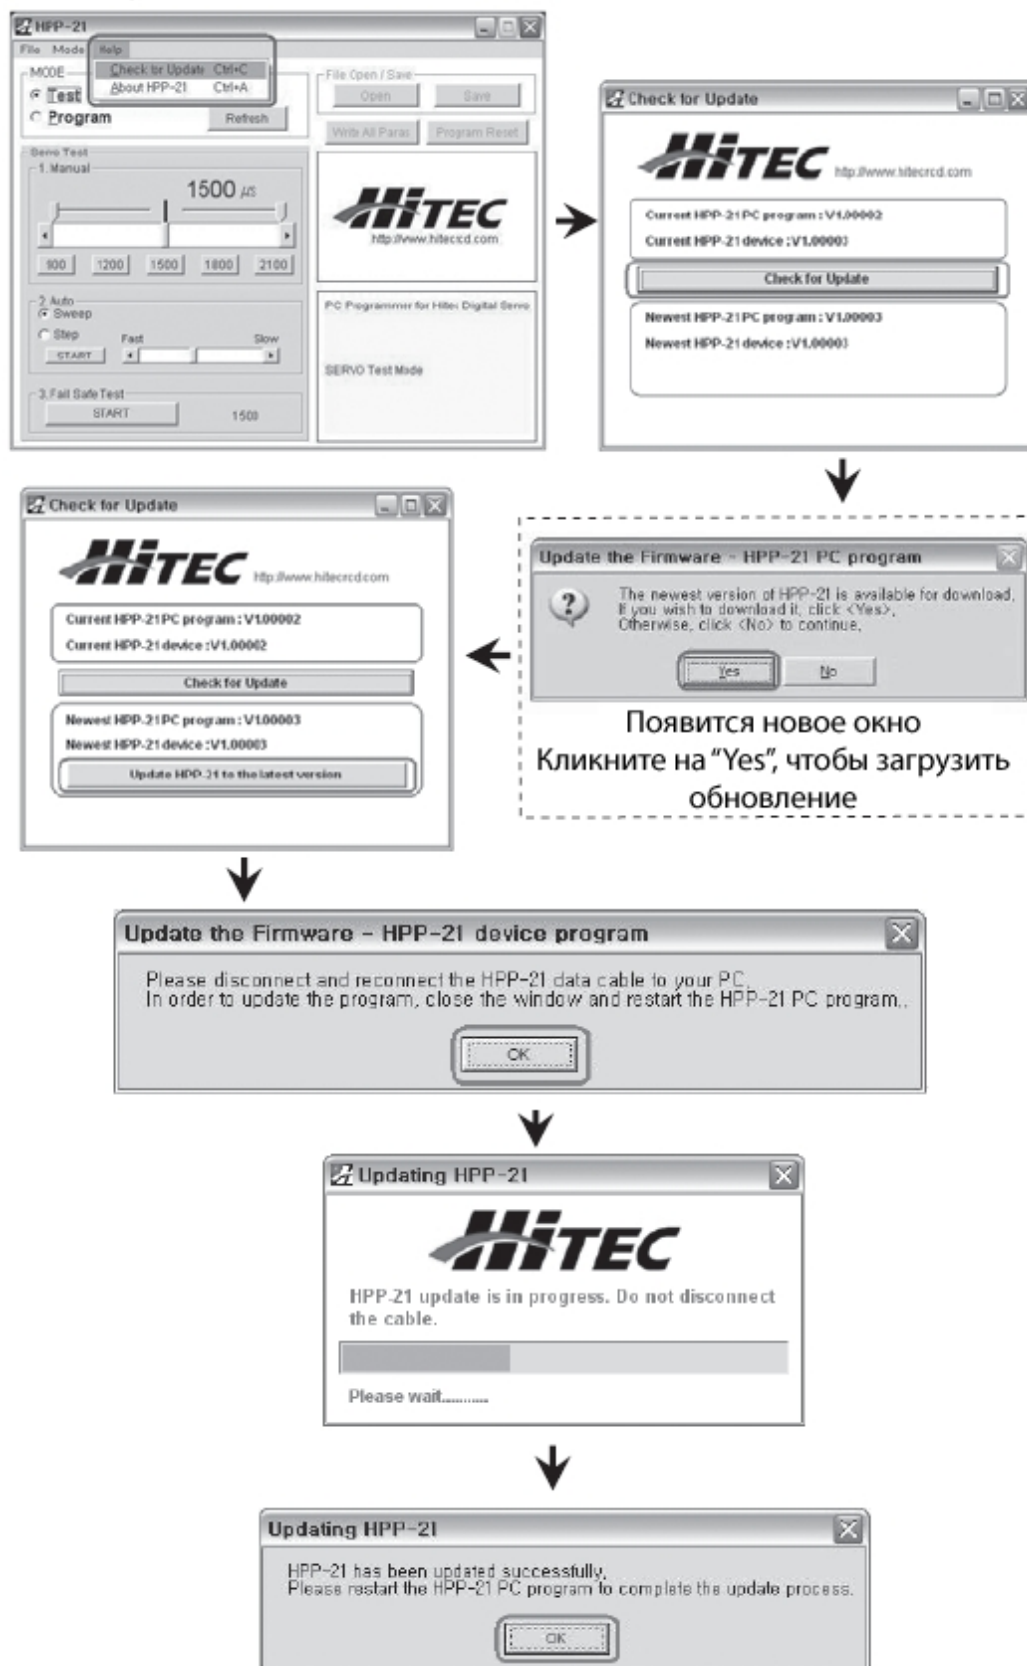 HPP-21
File Mode Help
Check for Update Ctrl+C
About HPP-21 Ctrl+A
MODE
Test
Program
Refresh
File Open / Save
Open Save
Write All Paras Program Reset
Servo Test
1. Manual
1500 μs
900 1200 1500 1800 2100
2. Auto
Sweep
Step
Fast Slow
START
3. Fail Safe Test
START 1500
HiTEC
http://www.hitecrcd.com
PC Programmer for Hitec Digital Servo
SERVO Test Mode
Check for Update
HiTEC http://www.hitecrcd.com
Current HPP-21 PC program : V1.00002
Current HPP-21 device : V1.00003
Check for Update
Newest HPP-21 PC program : V1.00003
Newest HPP-21 device : V1.00003
Update the Firmware - HPP-21 PC program
The newest version of HPP-21 is available for download,
If you wish to download it, click <Yes>,
Otherwise, click <No> to continue,
Yes No
Появится новое окно
Кликните на “Yes”, чтобы загрузить
обновление
Check for Update
HiTEC http://www.hitecrcd.com
Current HPP-21 PC program : V1.00002
Current HPP-21 device : V1.00002
Check for Update
Newest HPP-21 PC program : V1.00003
Newest HPP-21 device : V1.00003
Update HPP-21 to the latest version
Update the Firmware - HPP-21 device program
Please disconnect and reconnect the HPP-21 data cable to your PC,
In order to update the program, close the window and restart the HPP-21 PC program,.
OK
Updating HPP-21
HiTEC
HPP-21 update is in progress. Do not disconnect
the cable.
Please wait...........
Updating HPP-21
HPP-21 has been updated successfully,
Please restart the HPP-21 PC program to complete the update process.
OK